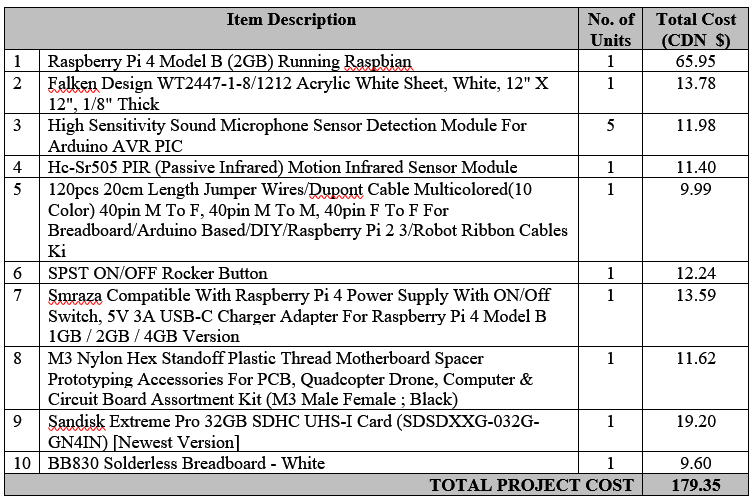 Item Description No. of Units Total Cost (CDN $)
1 Raspberry Pi 4 Model B (2GB) Running Raspbian 1 65.95
2 Falken Design WT2447-1-8/1212 Acrylic White Sheet, White, 12" X 1 13.78
12", 1/8" Thick
3 High Sensitivity Sound Microphone Sensor Detection Module For 5 11.98
Arduino AVR PIC
4 Hc-Sr505 PIR (Passive Infrared) Motion Infrared Sensor Module 1 11.40
5 120pcs 20cm Length Jumper Wires/Dupont Cable Multicolored(10 1 9.99
Color) 40pin M To F, 40pin M To M, 40pin F To F For
Breadboard/Arduino Based/DIY/Raspberry Pi 2 3/Robot Ribbon Cables
Ki
6 SPST ON/OFF Rocker Button 1 12.24
7 Smraza Compatible With Raspberry Pi 4 Power Supply With ON/Off 1 13.59
Switch, 5V 3A USB-C Charger Adapter For Raspberry Pi 4 Model B
1GB / 2GB / 4GB Version
8 M3 Nylon Hex Standoff Plastic Thread Motherboard Spacer 1 11.62
Prototyping Accessories For PCB, Quadcopter Drone, Computer &
Circuit Board Assortment Kit (M3 Male Female ; Black)
9 Sandisk Extreme Pro 32GB SDHC UHS-I Card (SDSDXXG-032G- 1 19.20
GN4IN) [Newest Version]
10 BB830 Solderless Breadboard - White 1 9.60
TOTAL PROJECT COST 179.35